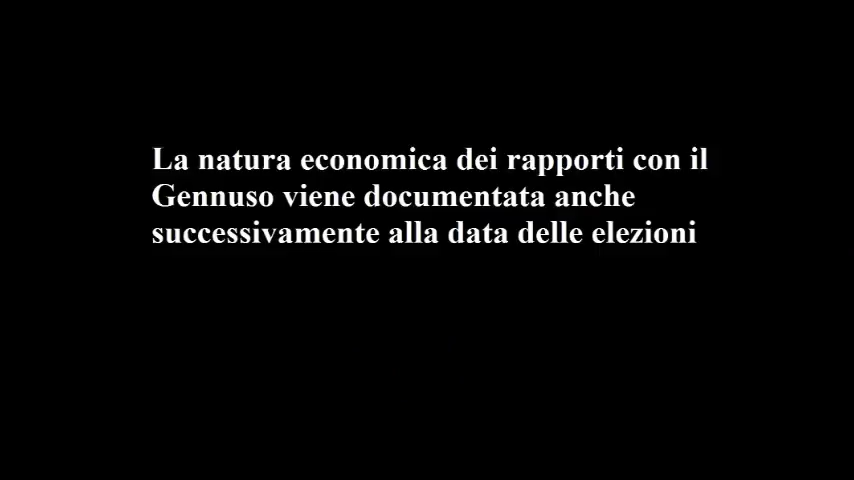 La natura economica dei rapporti con il
Gennuso viene documentata anche
successivamente alla data delle elezioni